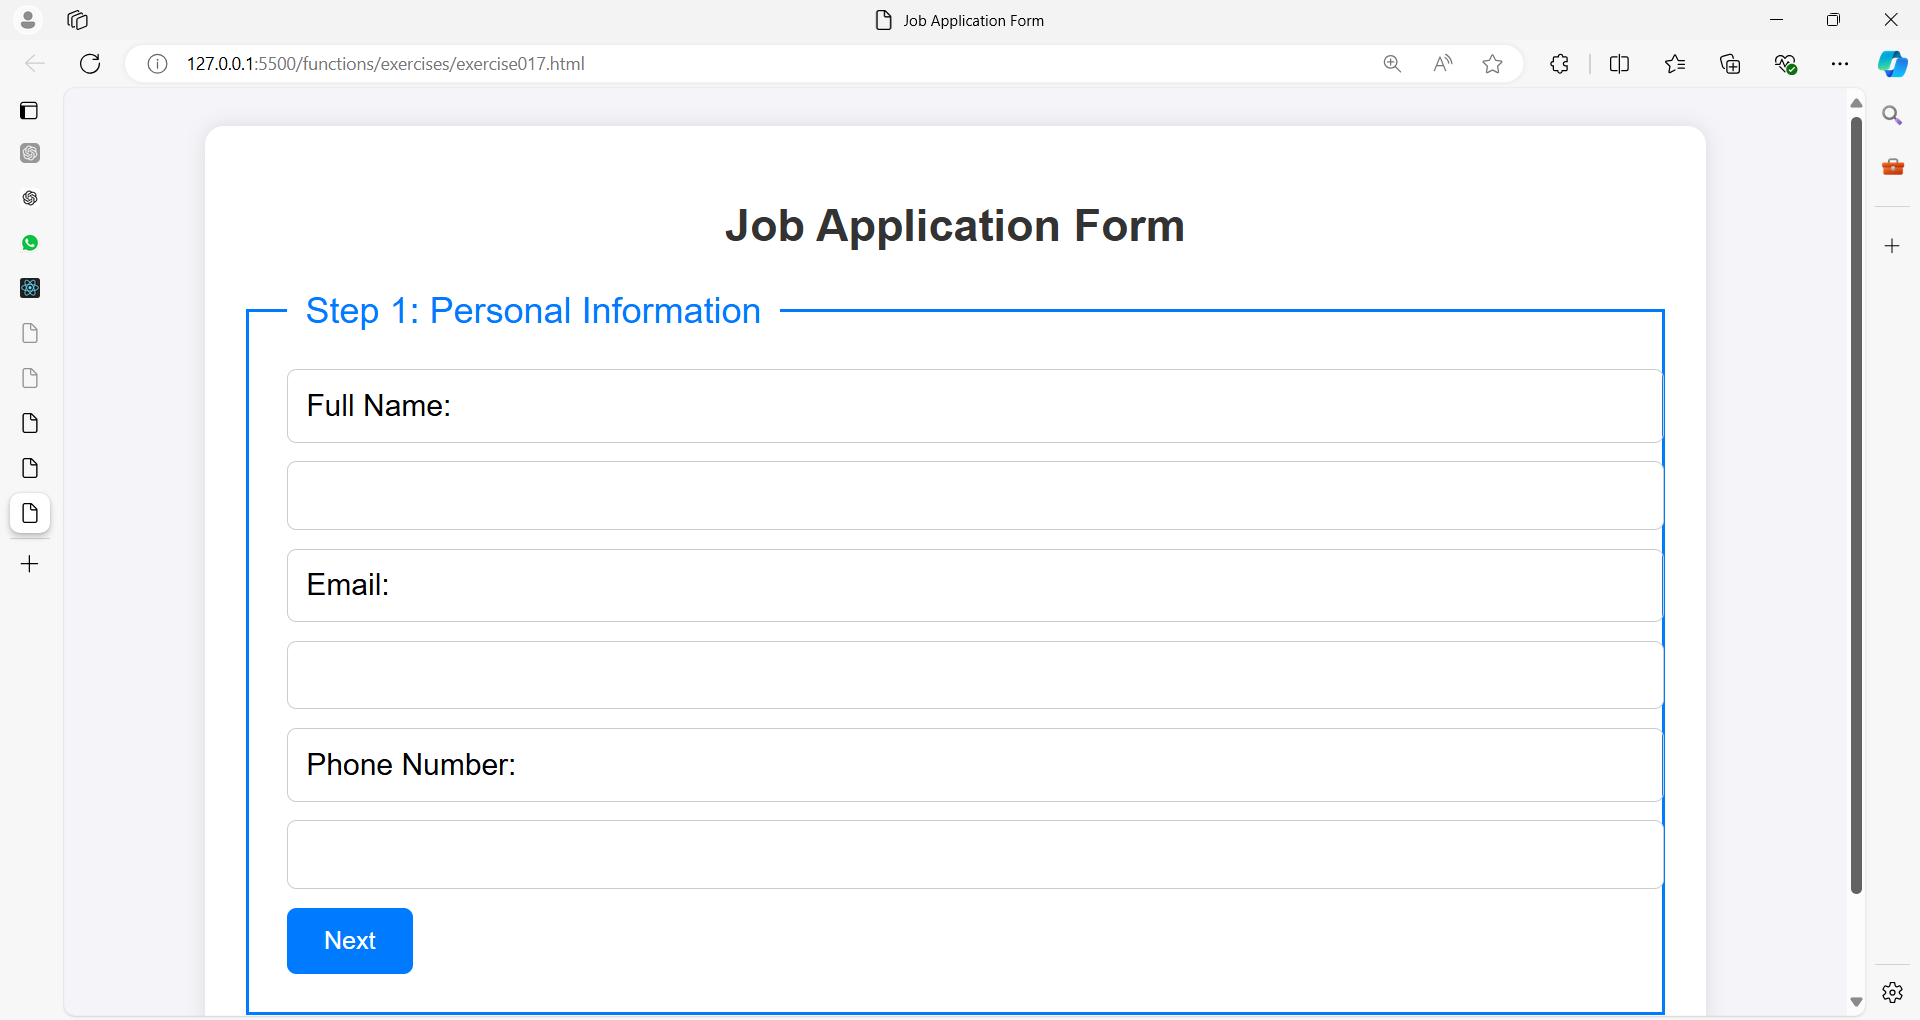 Job Application Form
127.0.0.1:5500/functions/exercises/exercise017.html
Job Application Form
Step 1: Personal Information
Full Name:
Email:
Phone Number:
Next